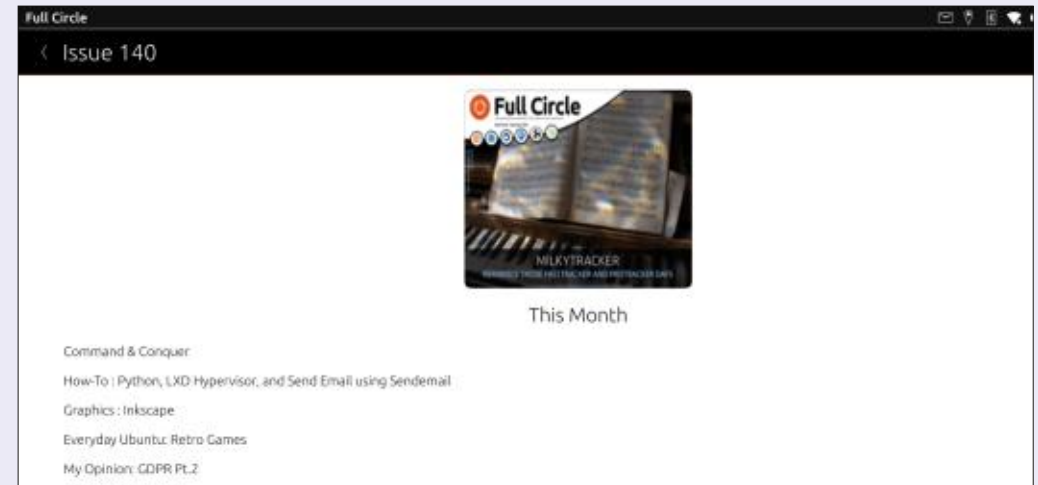 Full Circle
Issue 140
Full Circle
MILKYTRACKER
This Month
Command & Conquer
How-To : Python, LXD Hypervisor, and Send Email using Sendemail
Graphics : Inkscape
Everyday Ubuntu: Retro Games
My Opinion: GDPR Pt.2